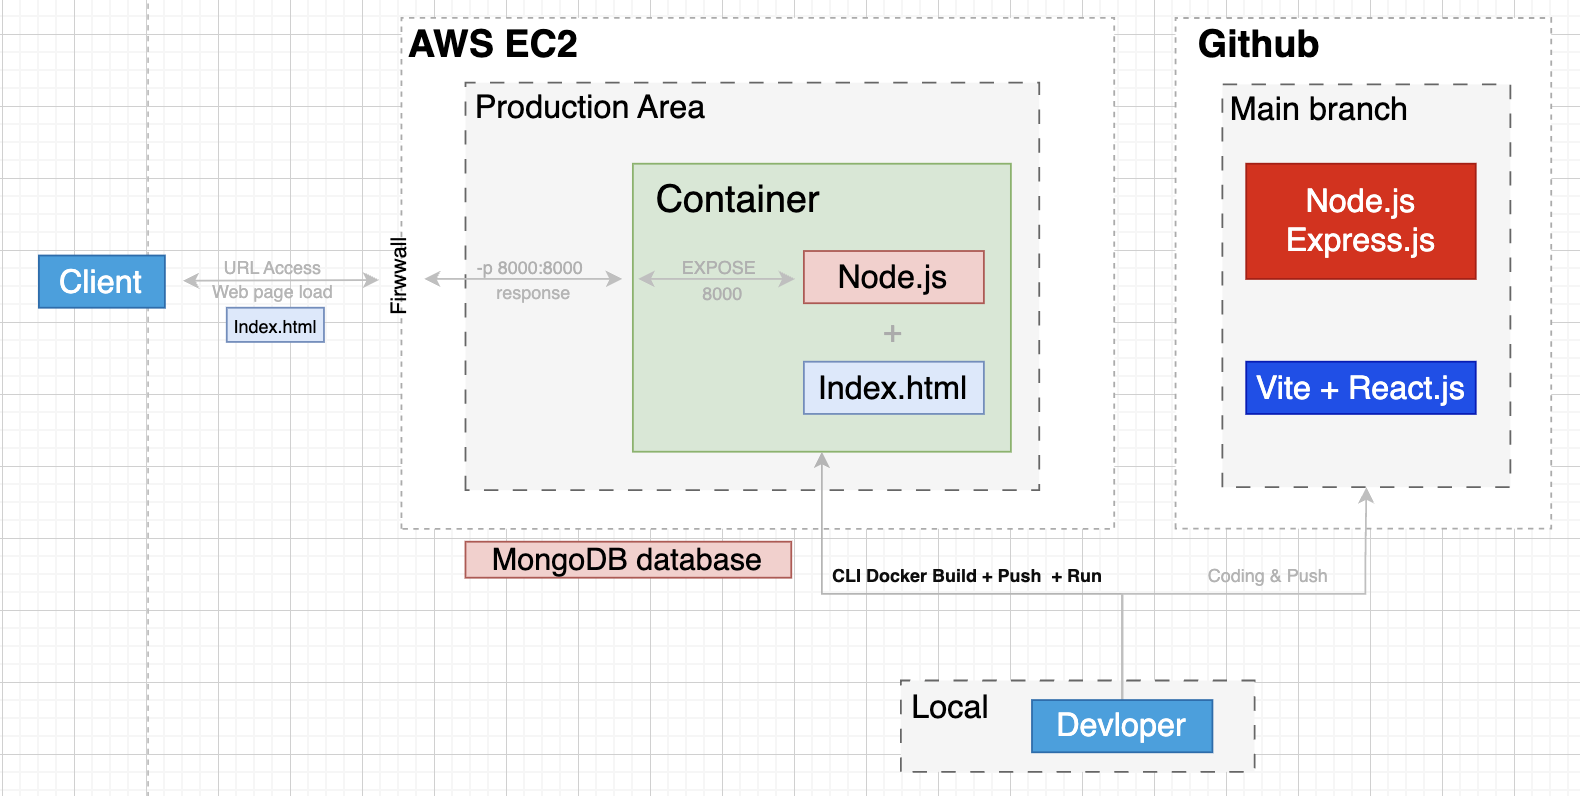 AWS EC2
Production Area
Container
Node.js
+
Index.html
EXPOSE
8000
-p 8000:8000
response
Firwwall
Client
URL Access
Web page load
Index.html
MongoDB database
Github
Main branch
Node.js
Express.js
Vite + React.js
CLI Docker Build + Push + Run
Coding & Push
Local
Devloper